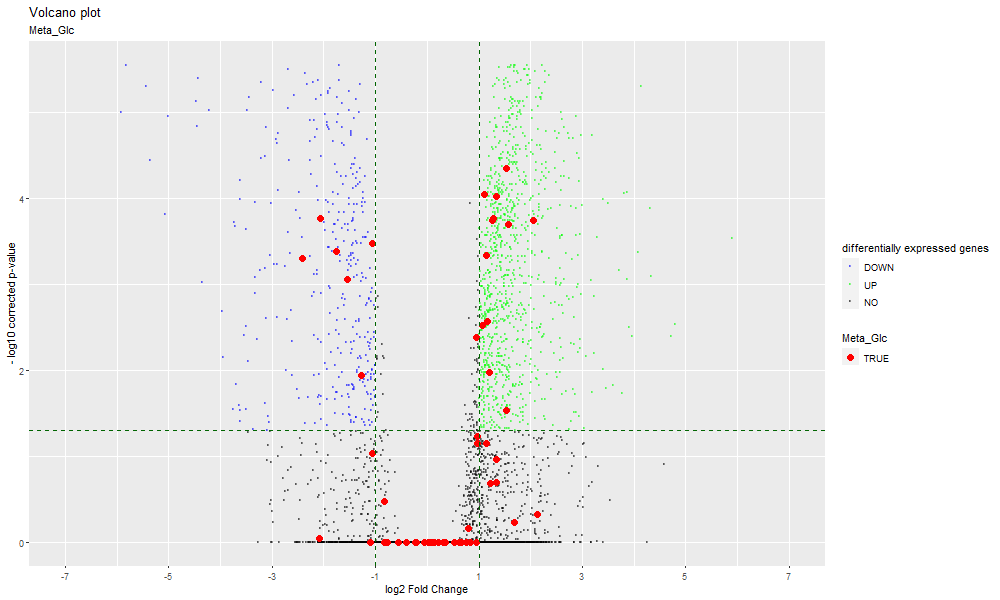 Volcano plot
Meta_Glc
- log10 corrected p-value
4
2
0
-7 -5 -3 -1 1 3 5 7
log2 Fold Change
differentially expressed genes
DOWN
UP
NO
Meta_Glc
TRUE